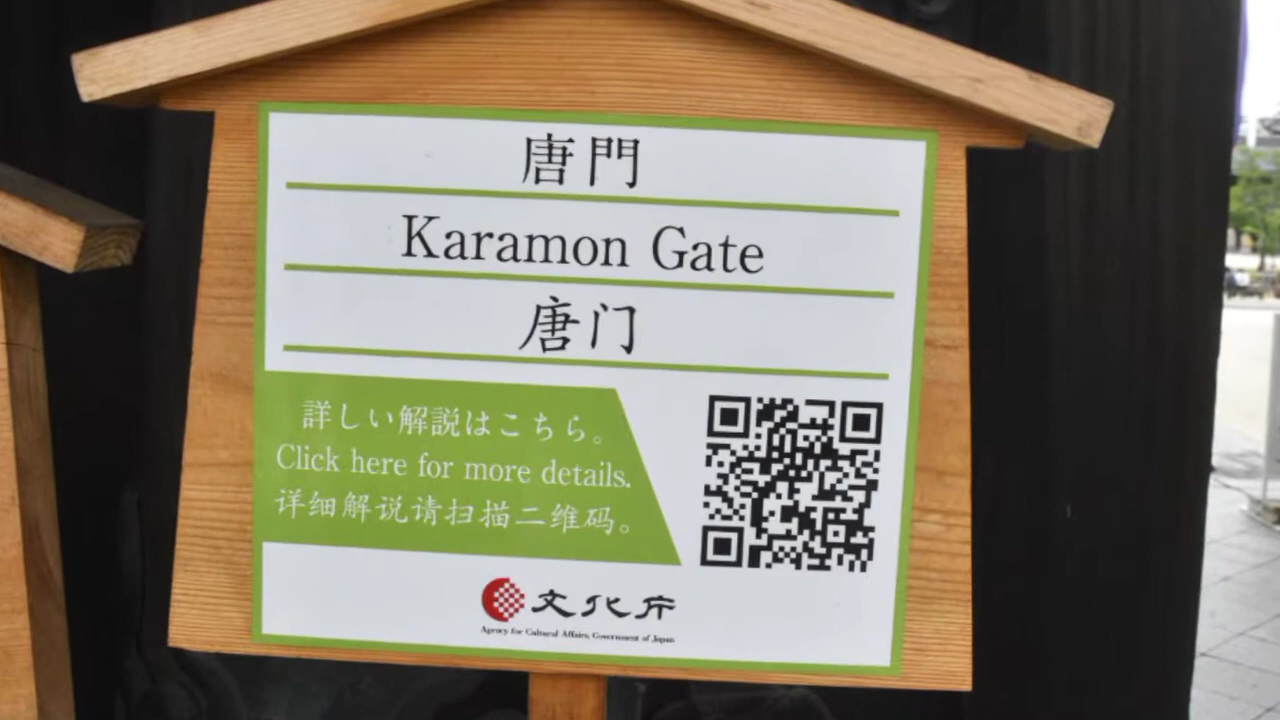 唐門
Karamon Gate
唐门
詳しい解説はこちら。
Click here for more details.
详细解说请扫描二维码。
文化庁
Agency for Cultural Affairs, Government of Japan